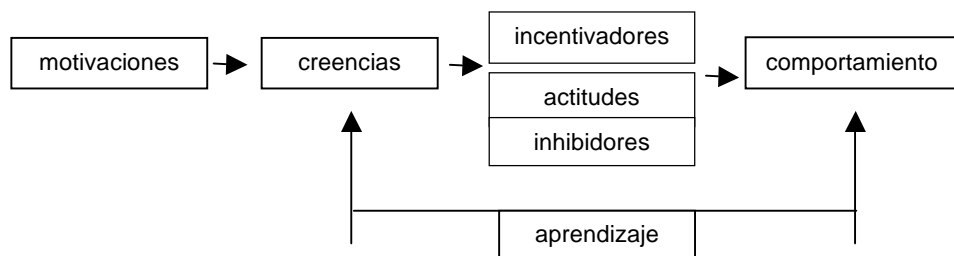 incentivadores
motivaciones
creencias
comportamiento
actitudes
inhibidores
aprendizaje